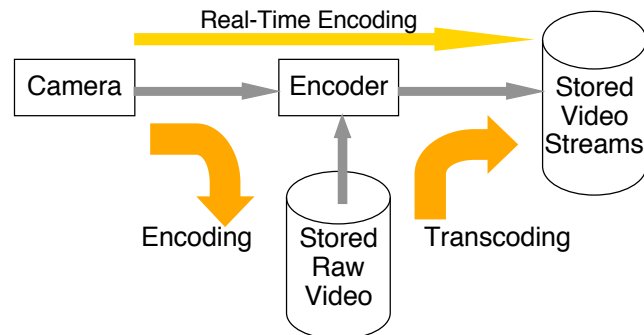 Real-Time Encoding
Camera
Encoder
Stored
Video
Streams
Encoding
Stored
Raw
Video
Transcoding